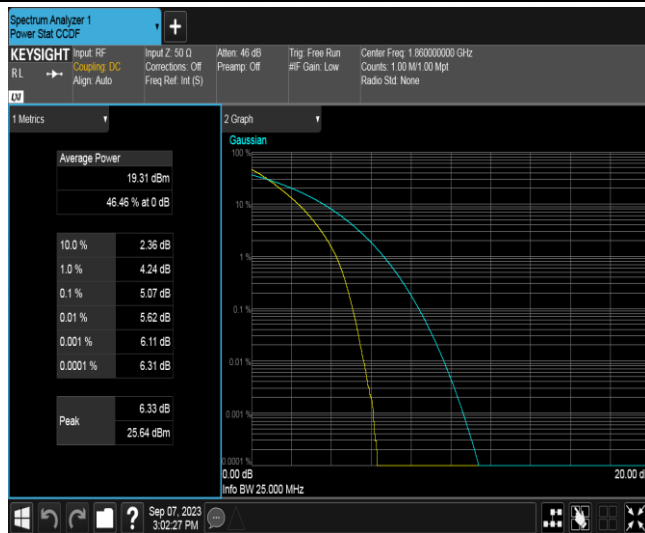 Spectrum Analyzer 1
Power Stat CCDF
+
KEYSIGHT
RL
Input: RF
Coupling: DC
Align: Auto
Input Z: 50 Ω
Corrections: Off
Freq Ref: Int (S)
Atten: 46 dB
Preamp: Off
Trig: Free Run
#IF Gain: Low
Center Freq: 1.860000000 GHz
Counts: 1.00 M/1.00 Mpt
Radio Std: None
1 Metrics
Average Power
19.31 dBm
46.46 % at 0 dB
10.0 % 2.36 dB
1.0 % 4.24 dB
0.1 % 5.07 dB
0.01 % 5.62 dB
0.001 % 6.11 dB
0.0001 % 6.31 dB
Peak
6.33 dB
25.64 dBm
2 Graph
Gaussian
100 %
10 %
1 %
0.1 %
0.01 %
0.001 %
0.0001 %
0.00 dB
20.00 d
Info BW 25.000 MHz
?
Sep 07, 2023
3:02:27 PM